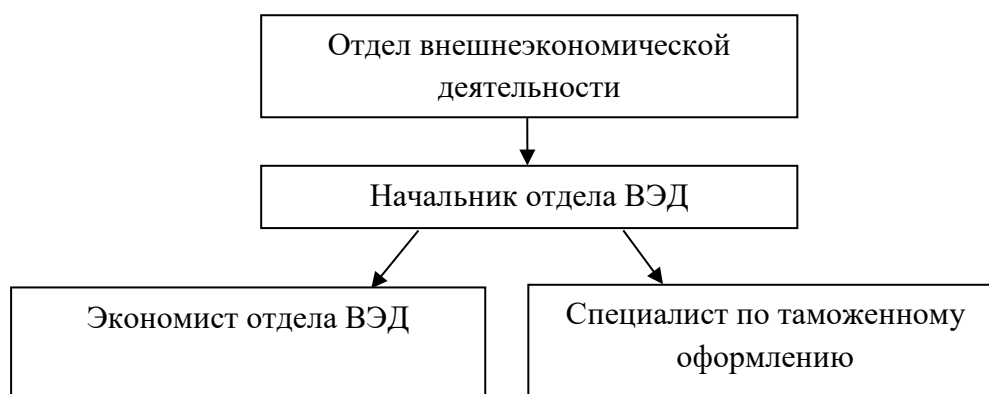 Отдел внешнеэкономической
деятельности
Начальник отдела ВЭД
Экономист отдела ВЭД
Специалист по таможенному
оформлению